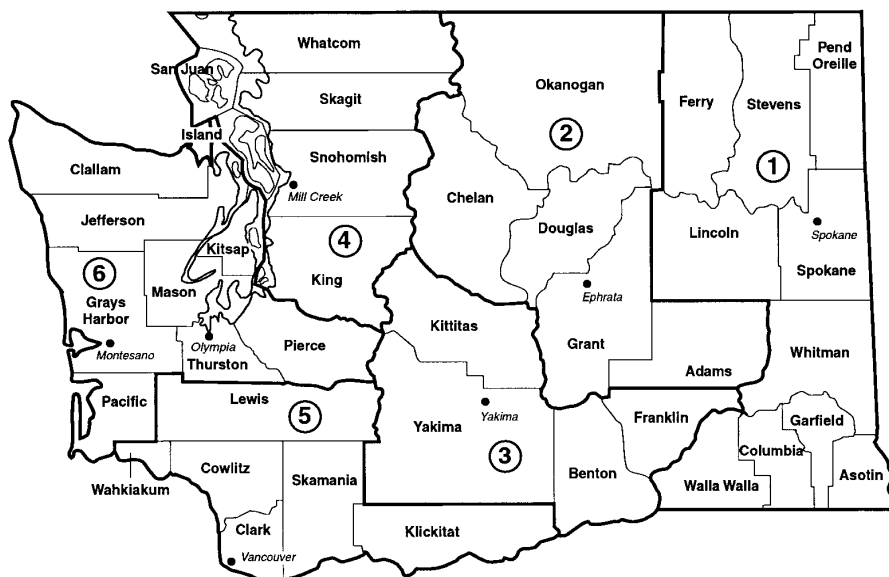 Whatcom
San Juan
Skagit
Island
Snohomish
Mill Creek
Clallam
Jefferson
Kitsap
4
King
6
Grays
Harbor
Mason
Montesano
Olympia
Thurston
Pierce
Pacific
Lewis
5
Wahkiakum
Cowlitz
Skamania
Clark
Vancouver
Okanogan
2
Chelan
Douglas
Ephrata
Grant
Kittitas
Yakima
Yakima
3
Klickitat
Benton
Ferry
Stevens
Pend
Oreille
1
Lincoln
Spokane
Spokane
Adams
Whitman
Franklin
Walla Walla
Columbia
Garfield
Asotin